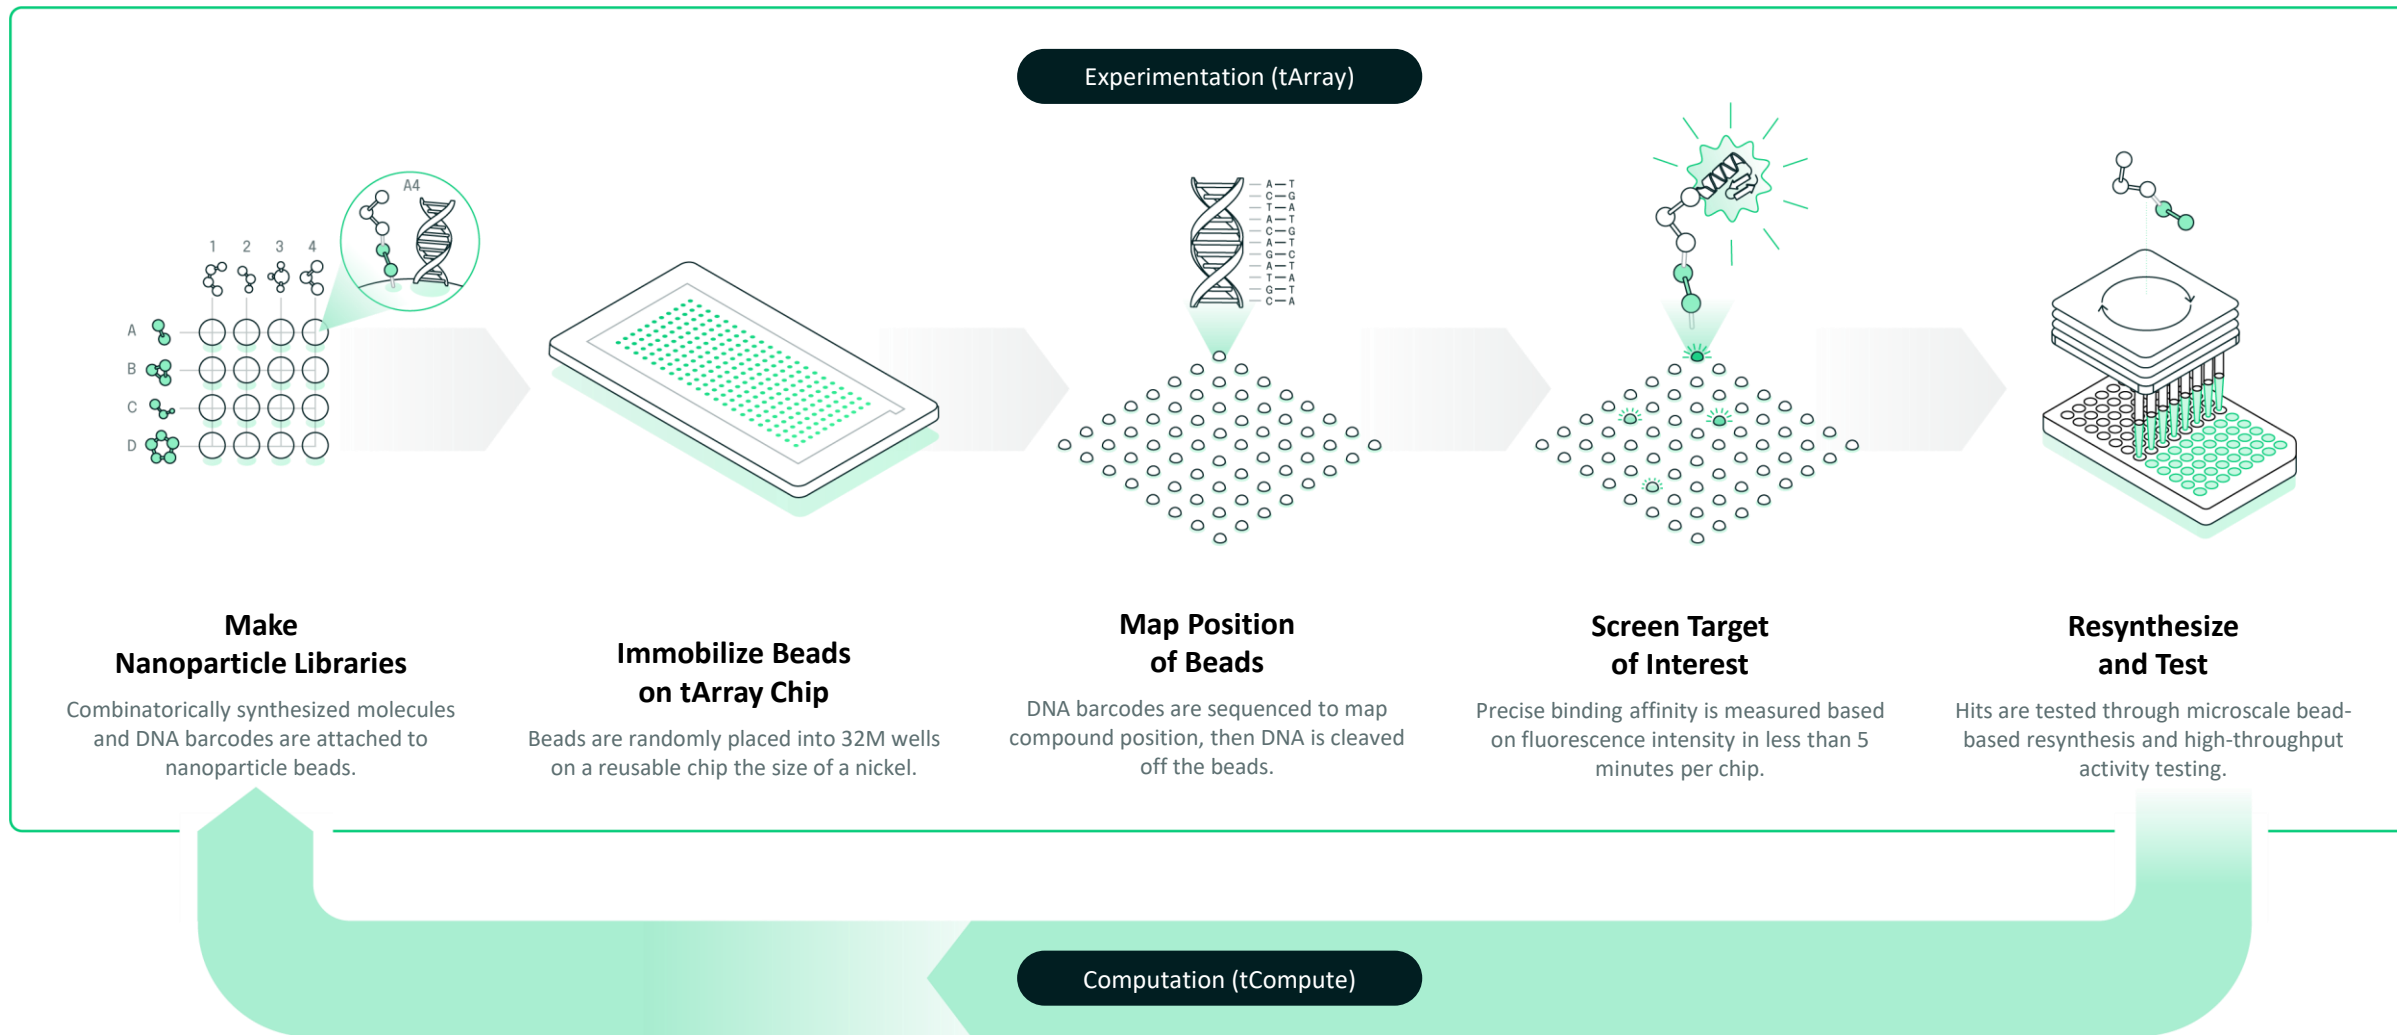 Experimentation (tArray)
A4
1 2 3 4
A
B
C
D
A T
C G
T A
A T
C G
A T
G C
A T
T A
G T
C A
Make
Nanoparticle Libraries
Combinatorically synthesized molecules
and DNA barcodes are attached to
nanoparticle beads.
Immobilize Beads
on tArray Chip
Beads are randomly placed into 32M wells
on a reusable chip the size of a nickel.
Map Position
of Beads
DNA barcodes are sequenced to map
compound position, then DNA is cleaved
off the beads.
Screen Target
of Interest
Precise binding affinity is measured based
on fluorescence intensity in less than 5
minutes per chip.
Resynthesize
and Test
Hits are tested through microscale bead-
based resynthesis and high-throughput
activity testing.
Computation (tCompute)